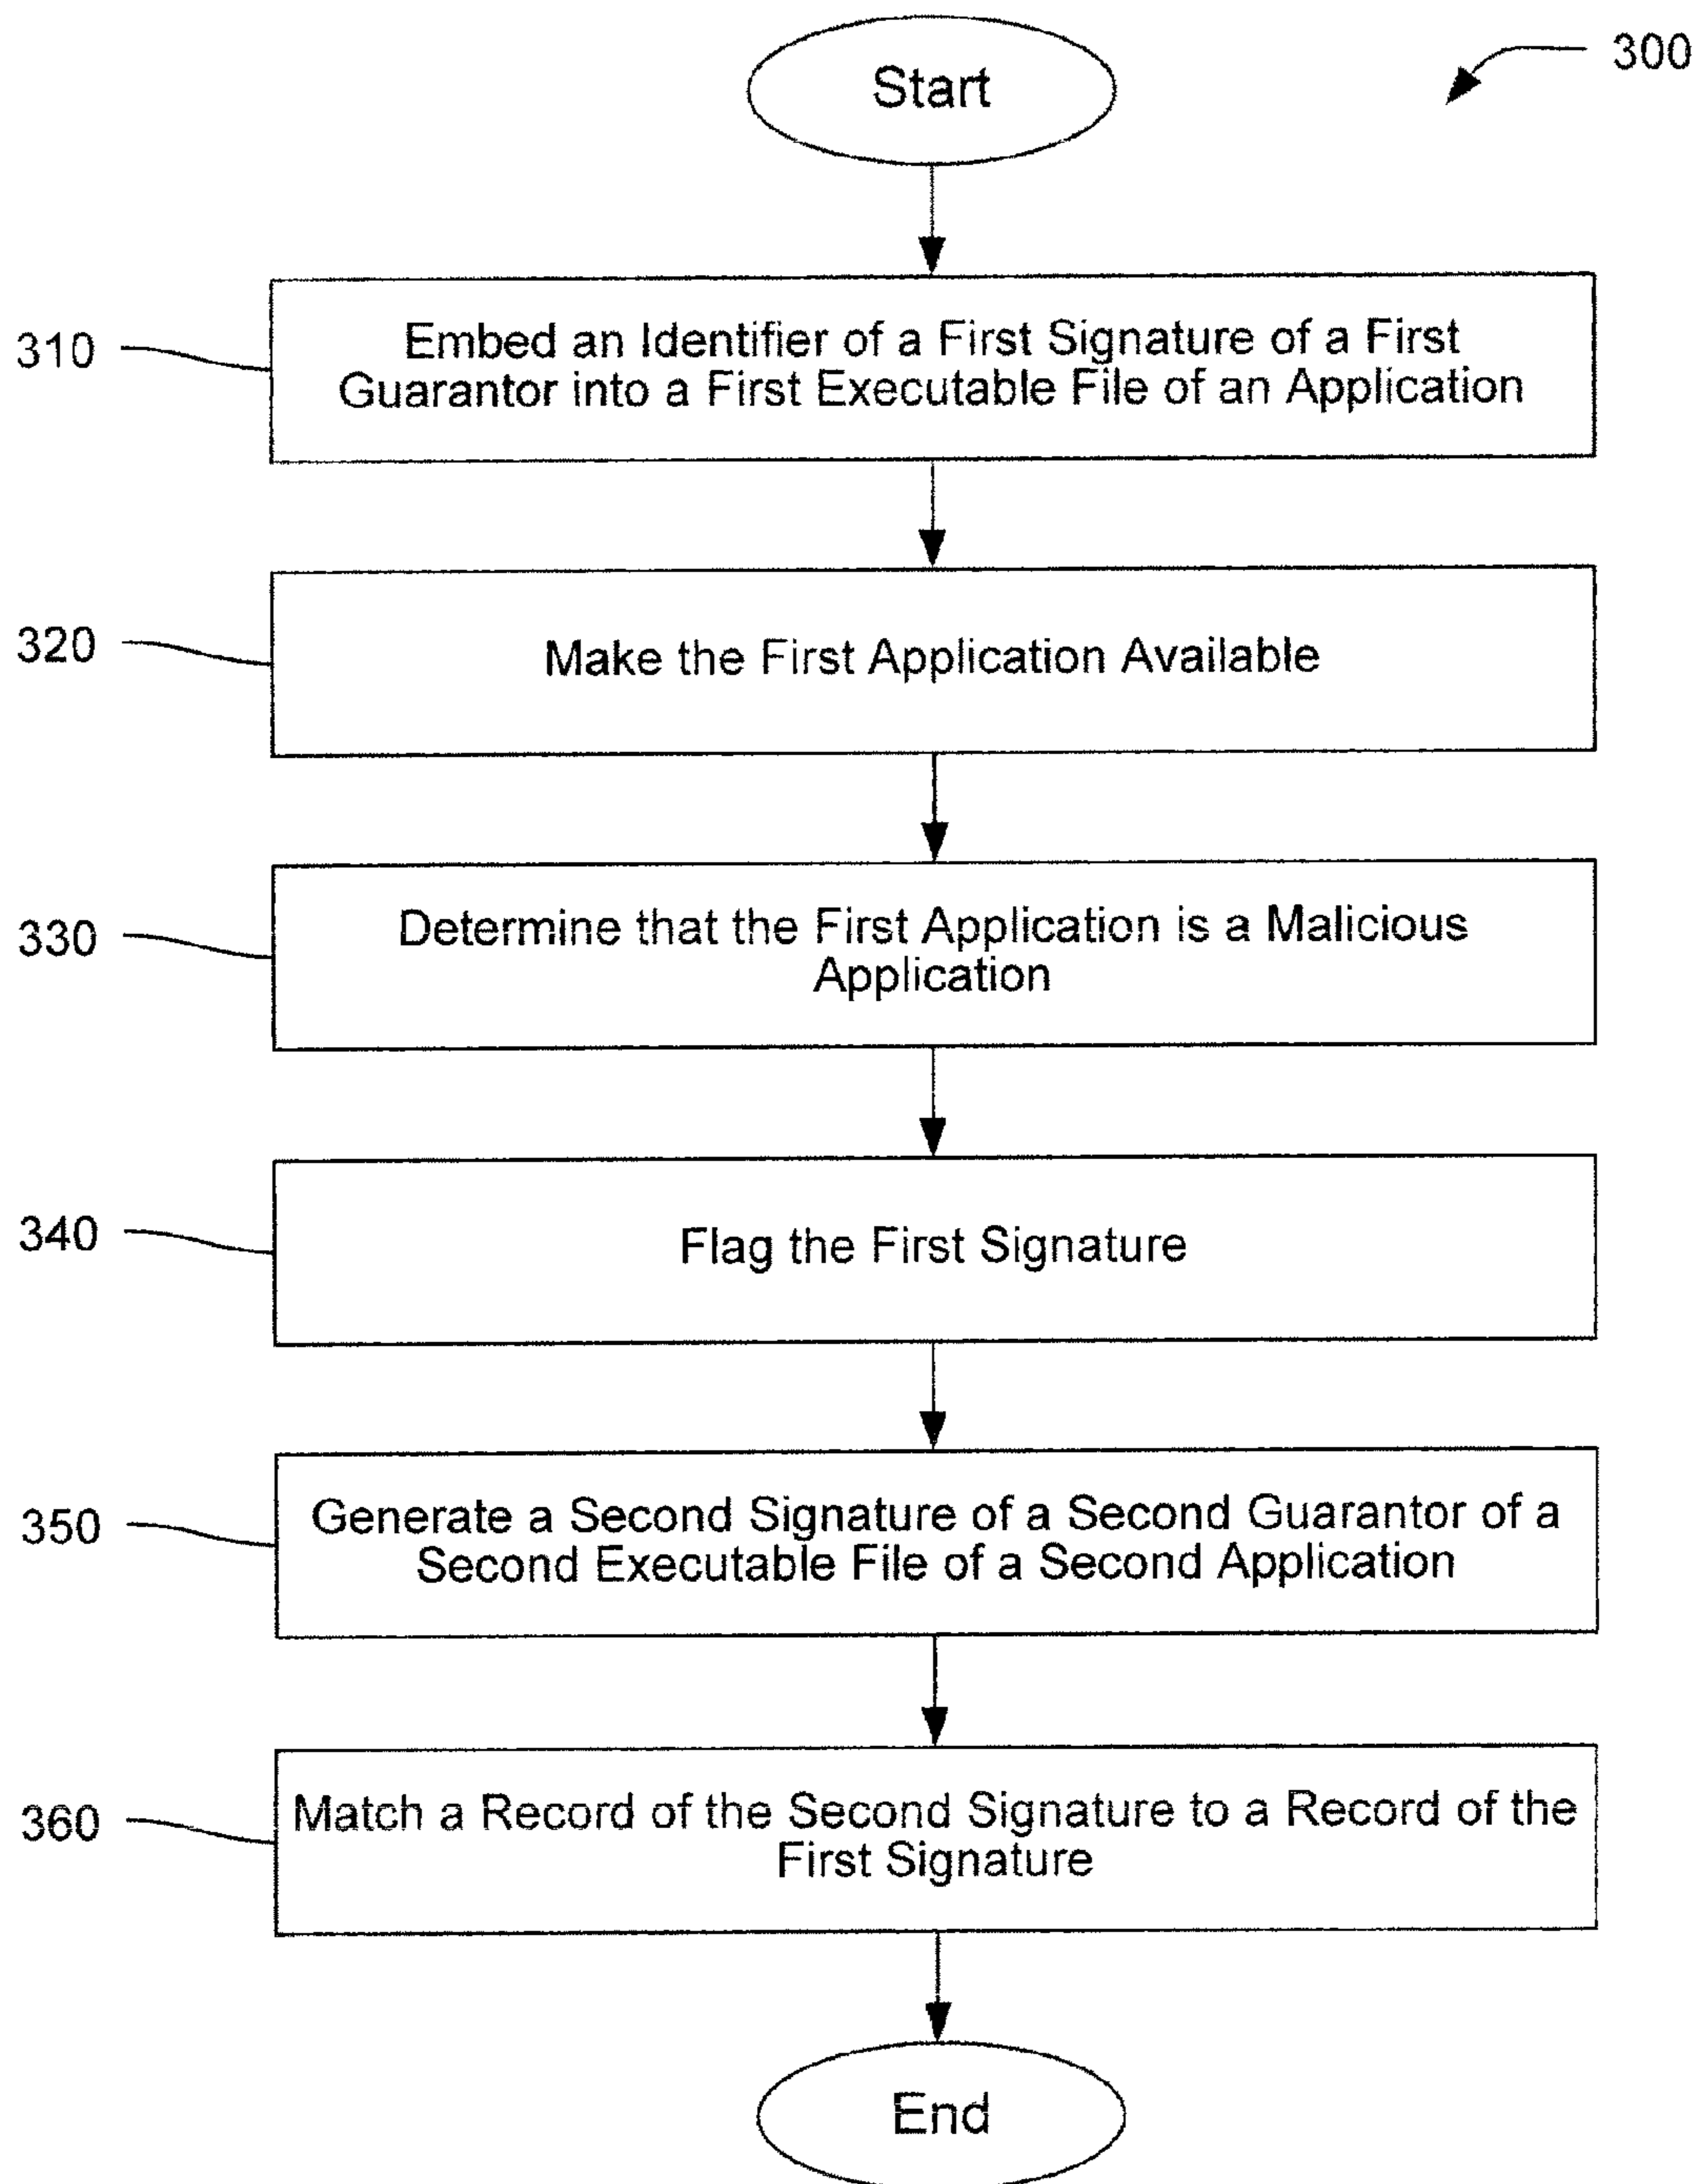 Start
300
310
Embed an Identifier of a First Signature of a First
Guarantor into a First Executable File of an Application
320
Make the First Application Available
330
Determine that the First Application is a Malicious
Application
340
Flag the First Signature
350
Generate a Second Signature of a Second Guarantor of a
Second Executable File of a Second Application
360
Match a Record of the Second Signature to a Record of the
First Signature
End